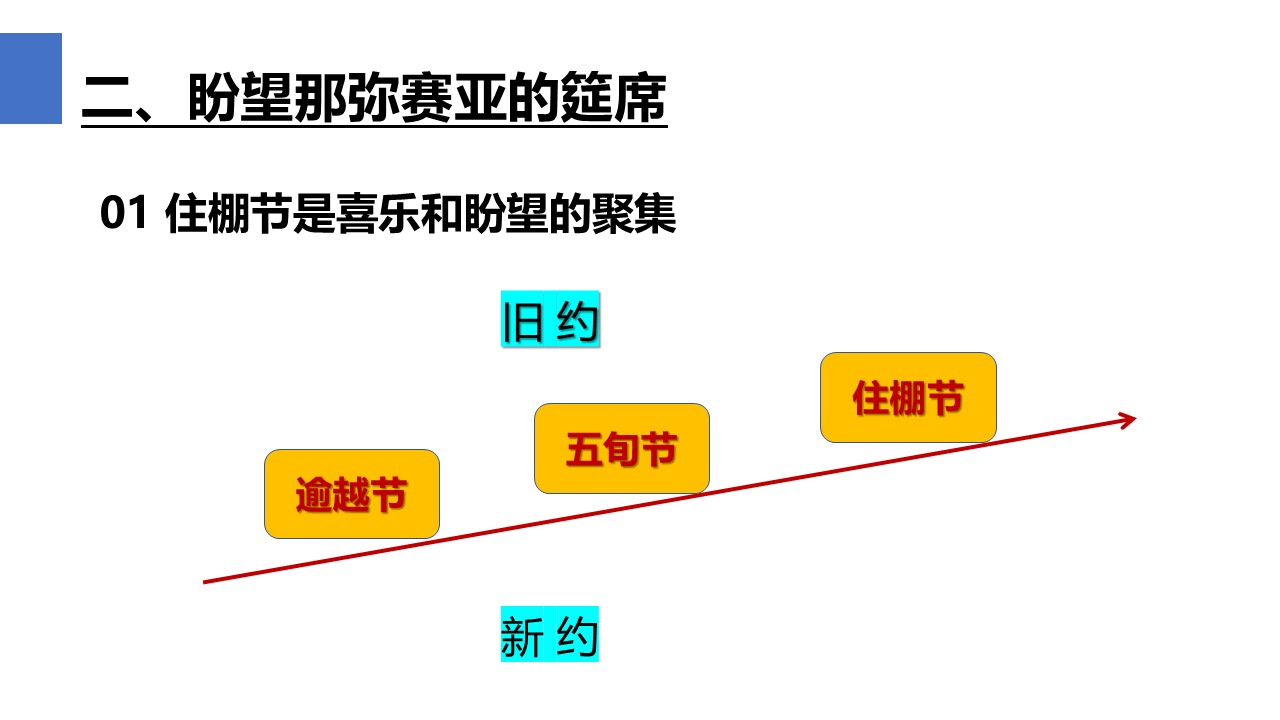 二、盼望那弥赛亚的筵席
01 住棚节是喜乐和盼望的聚集
旧 约
住棚节
五旬节
逾越节
新 约